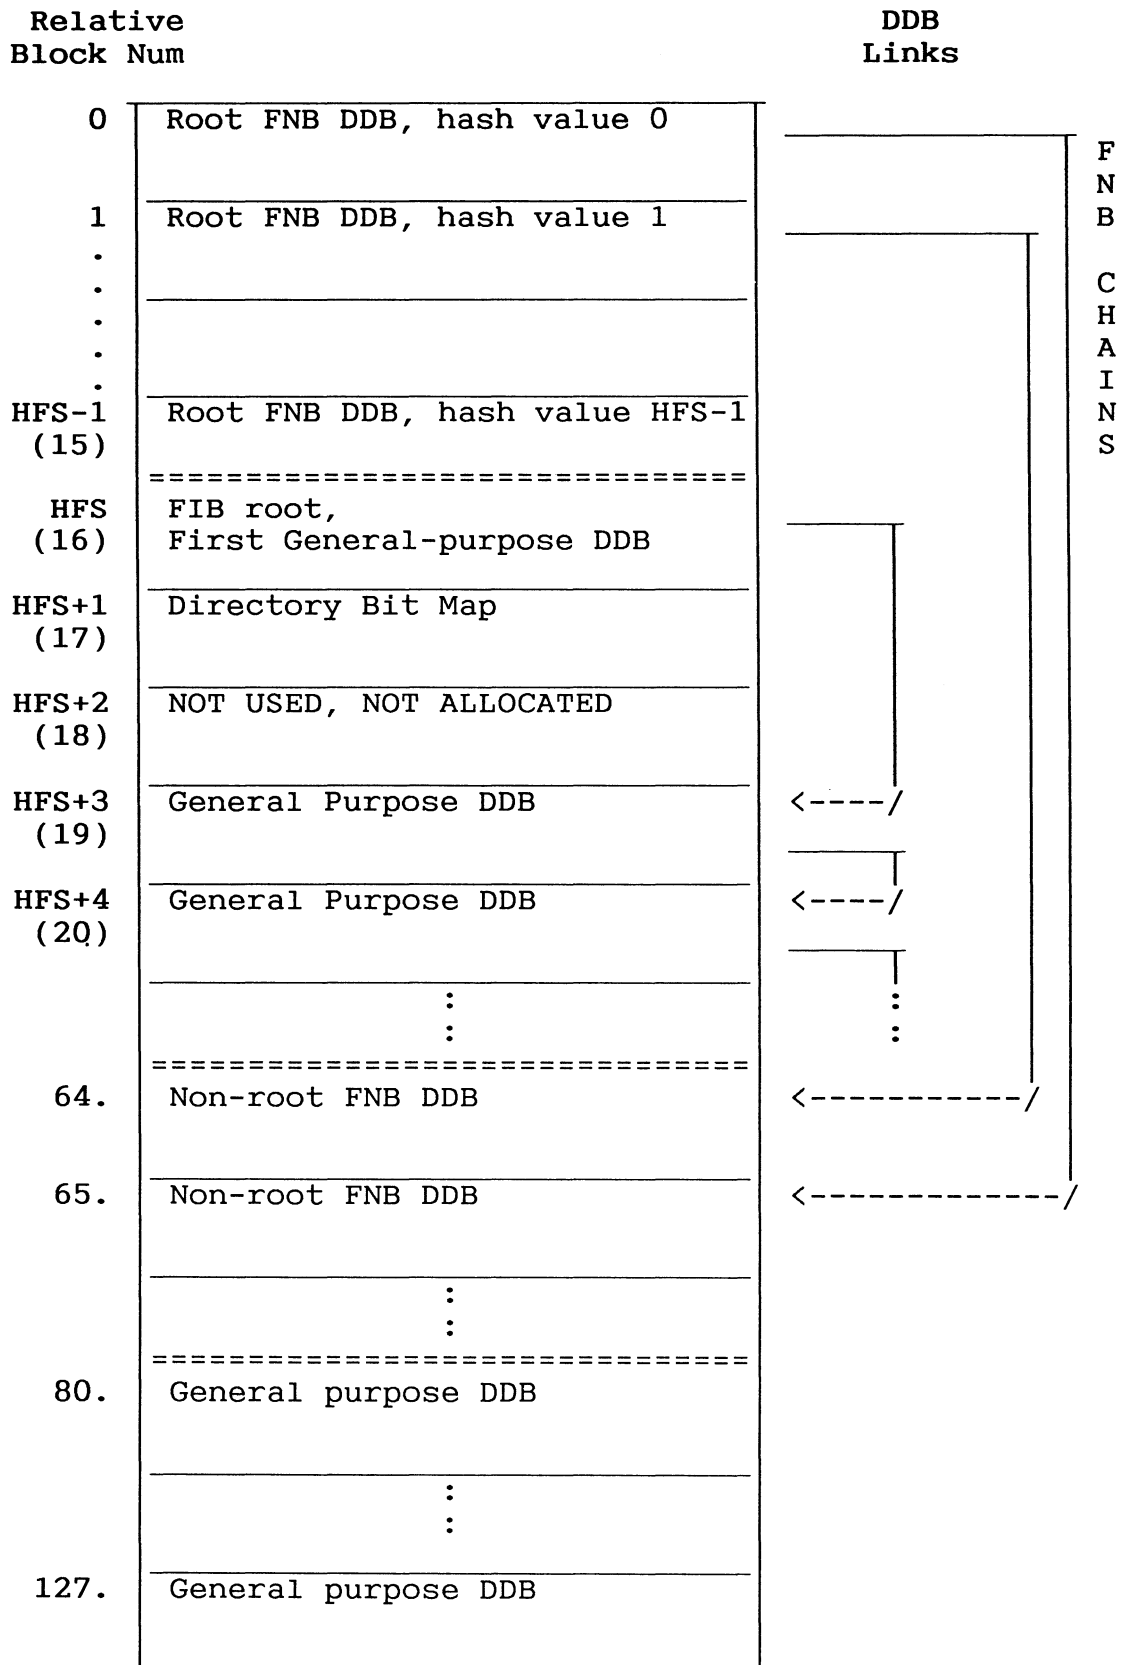 Relative DDB
Block Num Links
0 Root FNB DDB, hash value 0
1 Root FNB DDB, hash value 1
.
.
.
.
.
HFS-1 Root FNB DDB, hash value HFS-1
(15)
===============================
HFS FIB root,
(16) First General-purpose DDB
HFS+1 Directory Bit Map
(17)
HFS+2 NOT USED, NOT ALLOCATED
(18)
HFS+3 General Purpose DDB <----/
(19)
HFS+4 General Purpose DDB <----/
(20)
:
:
===============================
64. Non-root FNB DDB <-----------/
65. Non-root FNB DDB <-------------/
:
:
===============================
80. General purpose DDB
:
:
127. General purpose DDB
FNB CHAINS